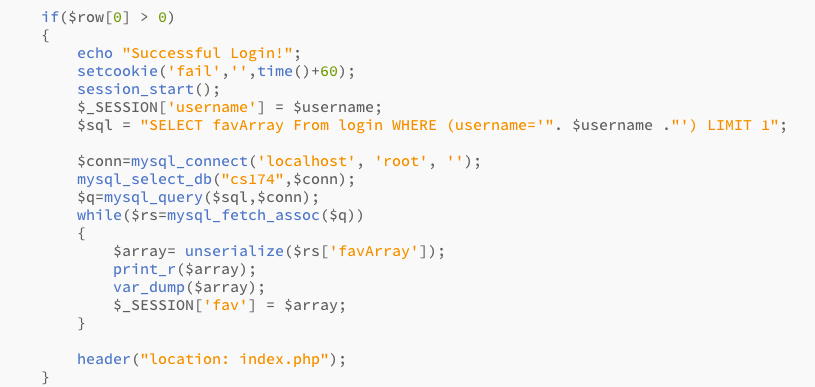 if($row[0] > 0)
{
echo "Successful Login!";
setcookie('fail','',time()+60);
session_start();
$_SESSION['username'] = $username;
$sql = "SELECT favArray From login WHERE (username='". $username ."') LIMIT 1";
$conn=mysql_connect('localhost', 'root', '');
mysql_select_db("cs174",$conn);
$q=mysql_query($sql,$conn);
while($rs=mysql_fetch_assoc($q))
{
$array= unserialize($rs['favArray']);
print_r($array);
var_dump($array);
$_SESSION['fav'] = $array;
}
header("location: index.php");
}